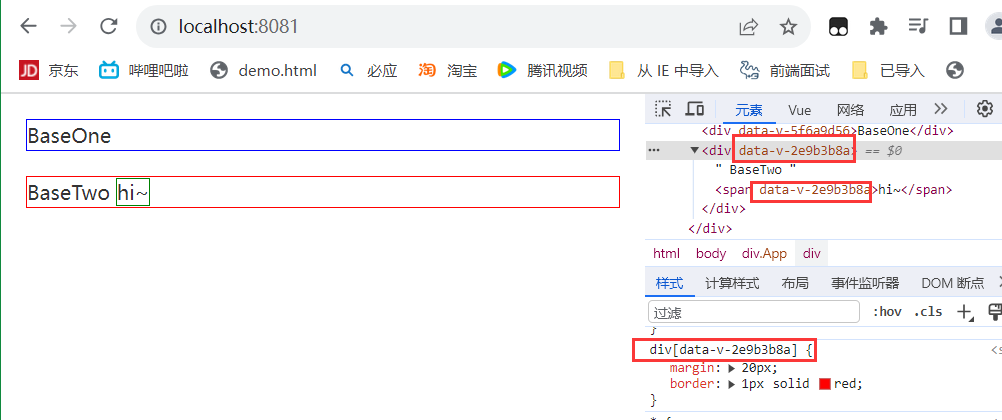 localhost:8081
JD 京东 哔哩哔啦 demo.html 必应 淘 淘宝 腾讯视频 从 IE 中导入 前端面试 已导入
BaseOne
BaseTwo hi~
元素 Vue 网络 应用
<div data-v-5f6a9d56>BaseOne</div>
<div data-v-2e9b3b8a> == $0
" BaseTwo "
<span data-v-2e9b3b8a>hi~</span>
</div>
</div>
html body div.App div
样式 计算样式 布局 事件监听器 DOM 断点
过滤 :hov .cls
}
div[data-v-2e9b3b8a] { <s
margin: 20px;
border: 1px solid red;
}
* {